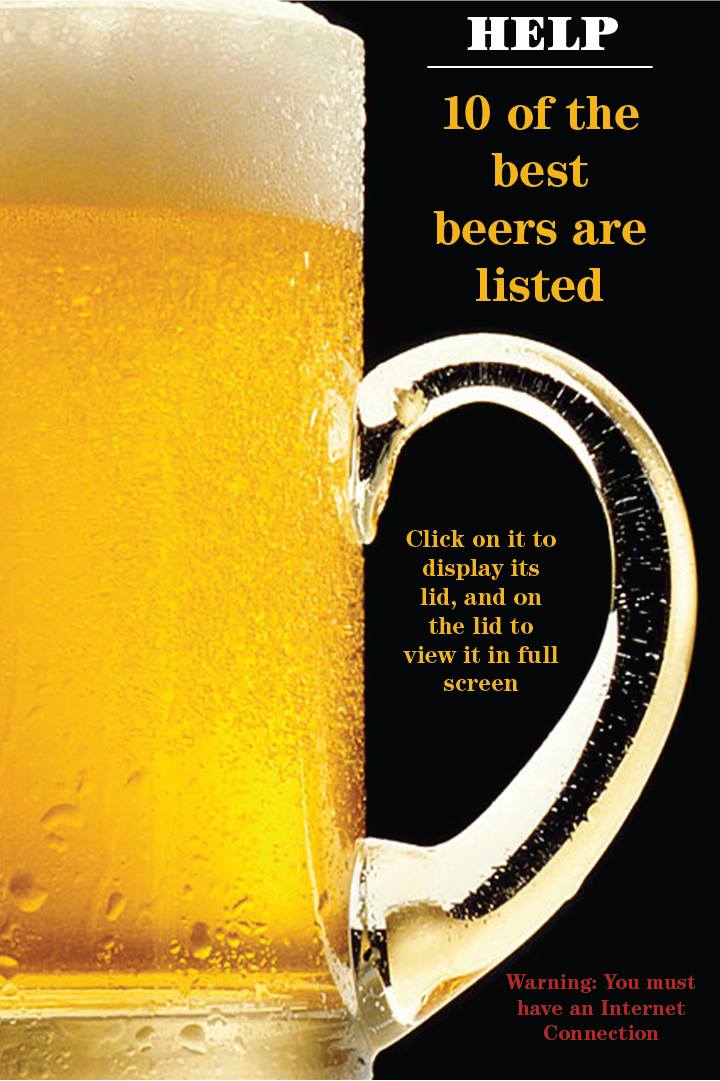 HELP
10 of the
best
beers are
listed
Click on it to
display its
lid, and on
the lid to
view it in full
screen
Warning: You must
have an Internet
Connection